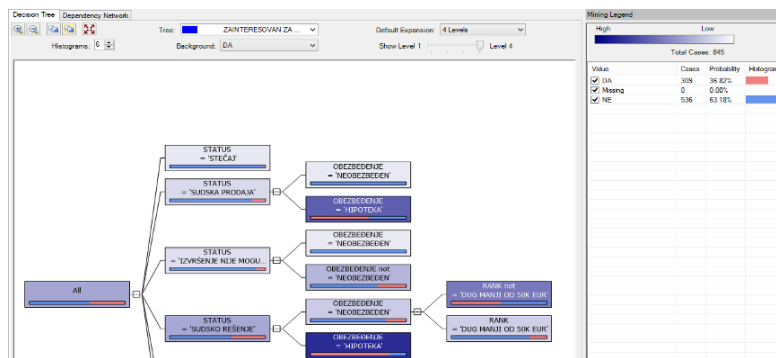 Decision Tree Dependency Network
Tree: ZAINTERESOVAN ZA...
Default Expansion: 4 Levels
Histograms: 6
Background: DA
Show Level 1 Level 4
All
STATUS
= 'STEČAJ'
STATUS
= 'SUDSKA PRODAJA'
STATUS
= 'IZVRŠENJE NIJE MOGU...
STATUS
= 'SUDSKO REŠENJE'
OBEZBEĐENJE
= 'NEOBEZBEĐEN'
OBEZBEĐENJE
= 'HIPOTEKA'
OBEZBEĐENJE
= 'NEOBEZBEĐEN'
OBEZBEĐENJE not
= 'NEOBEZBEĐEN'
OBEZBEĐENJE
= 'NEOBEZBEĐEN'
OBEZBEĐENJE
= 'HIPOTEKA'
RANK not
= 'DUG MANJI OD 50K EUR'
RANK
= 'DUG MANJI OD 50K EUR'
Mining Legend
High Low
Total Cases: 845
Value Cases Probability Histogram
DA 309 36.82%
Missing 0 0.00%
NE 536 63.18%